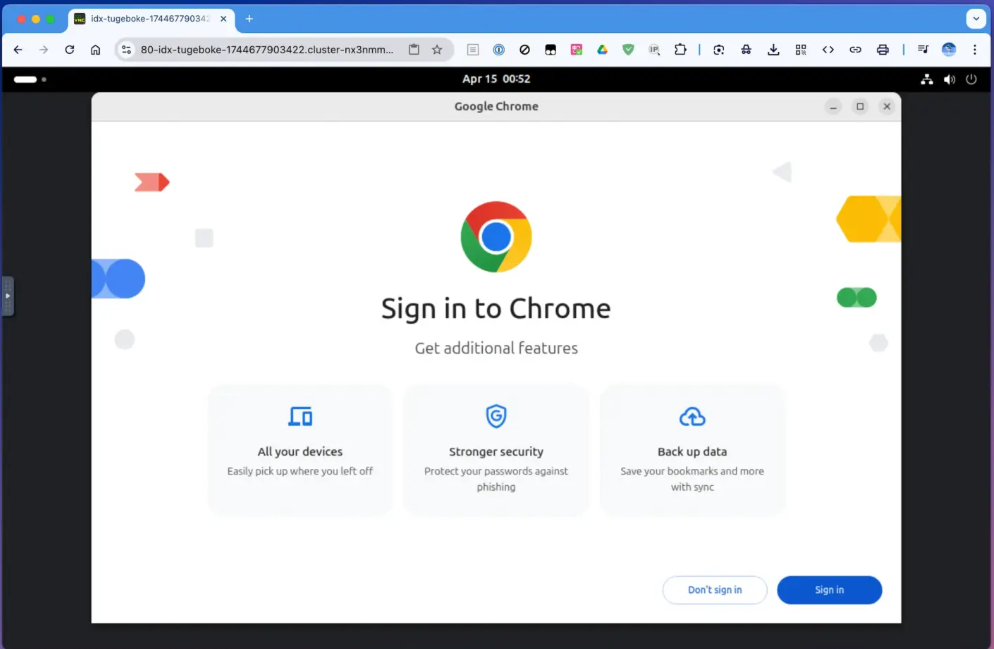 idx-tugeboke-1744677903422
80-idx-tugeboke-1744677903422.cluster-nx3nmm...
Apr 15 00:52
Google Chrome
Sign in to Chrome
Get additional features
All your devices
Easily pick up where you left off
Stronger security
Protect your passwords against
phishing
Back up data
Save your bookmarks and more
with sync
Don't sign in
Sign in